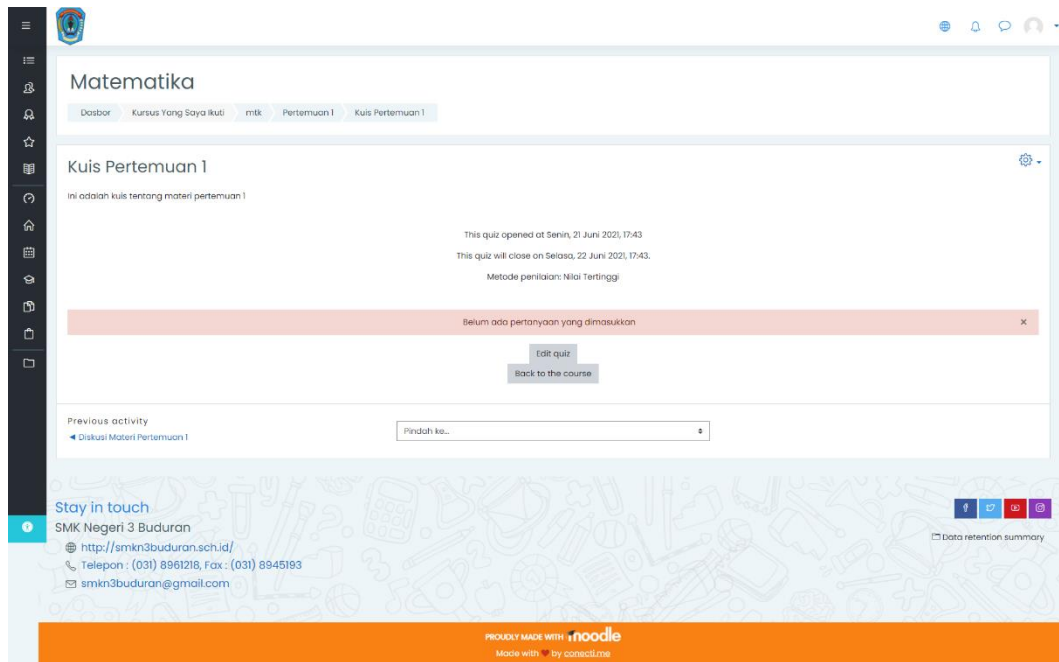 Matematika
Dasbor Kursus Yang Saya Ikuti mtk Pertemuan 1 Kuis Pertemuan 1
Kuis Pertemuan 1
Ini adalah kuis tentang materi pertemuan 1
This quiz opened at Senin, 21 Juni 2021, 17:43
This quiz will close on Selasa, 22 Juni 2021, 17:43.
Metode penilaian: Nilai Tertinggi
Belum ada pertanyaan yang dimasukkan ×
Edit quiz
Back to the course
Previous activity
◄ Diskusi Materi Pertemuan 1
Pindah ke...
Stay in touch
SMK Negeri 3 Buduran
http://smkn3buduran.sch.id/
Telepon : (031) 8961218, Fax : (031) 8945193
smkn3buduran@gmail.com
Data retention summary
PROUDLY MADE WITH moodle
Made with ♥ by conecti.me